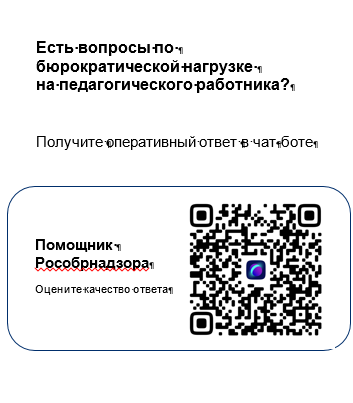 Есть вопросы по
бюрократической нагрузке
на педагогического работника?
Получите оперативный ответ в чат-боте
Помощник
Рособрнадзора
Оцените качество ответа